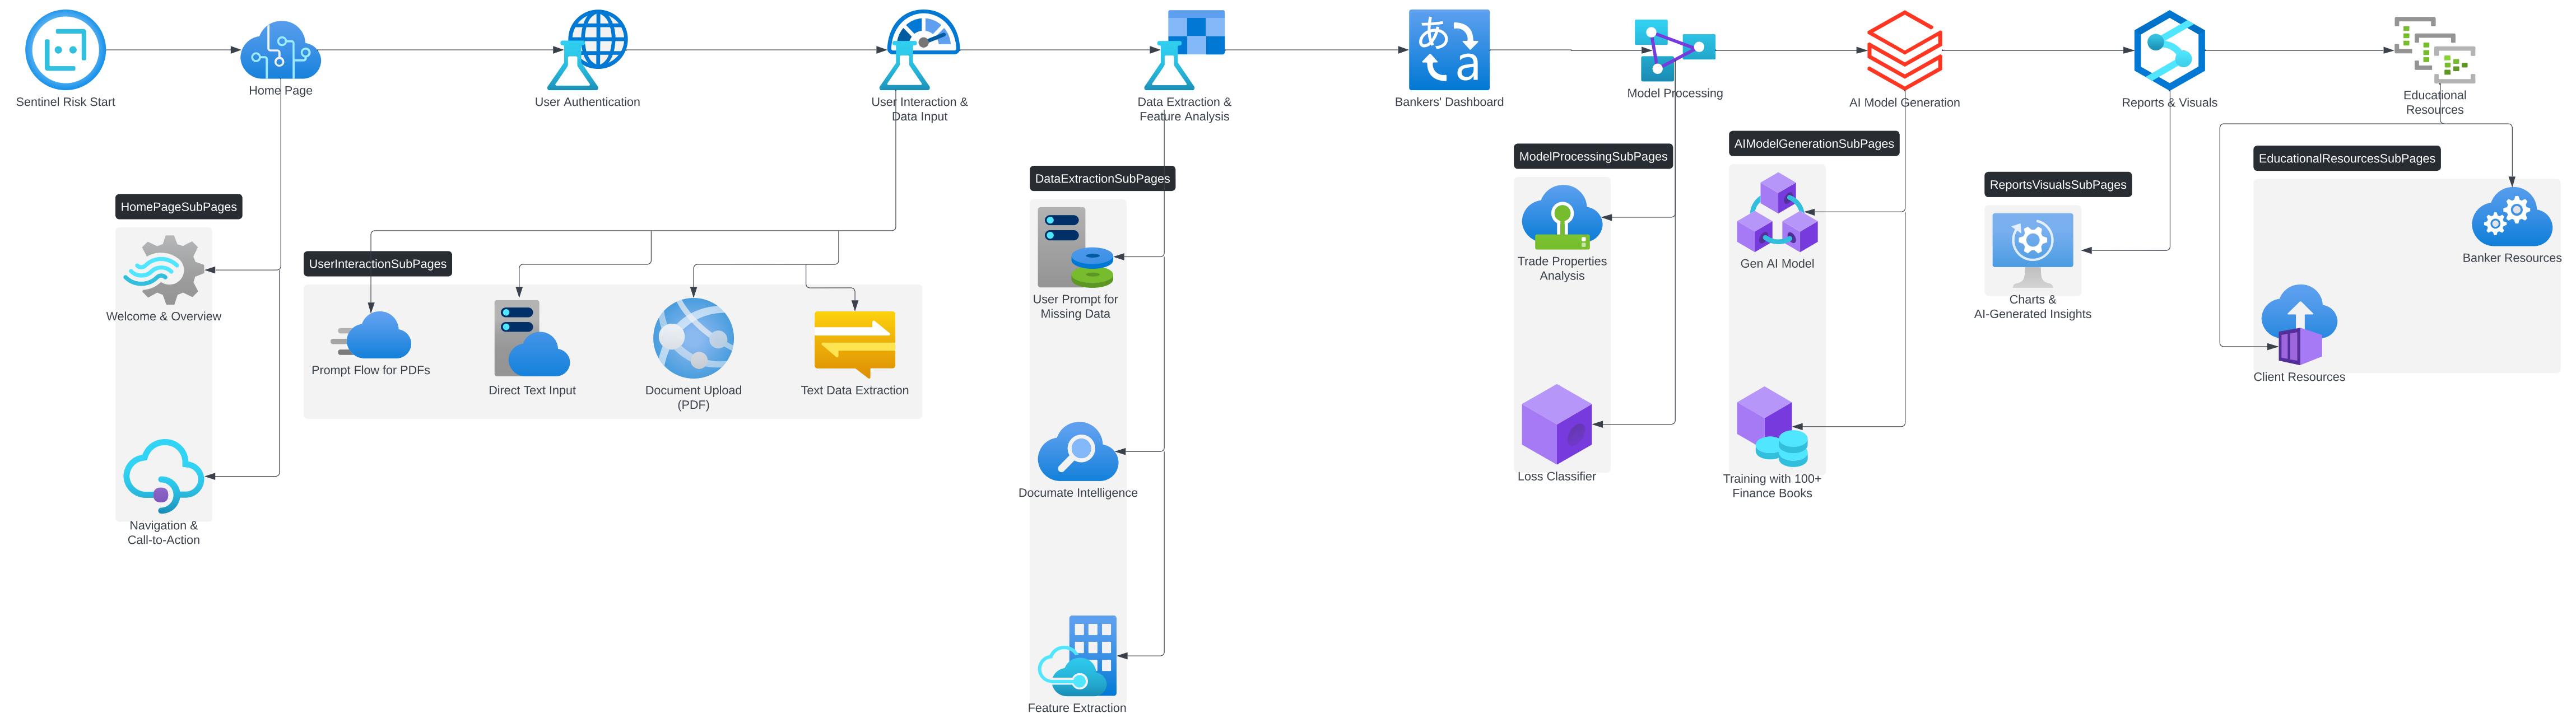 Sentinel Risk Start
Home Page
User Authentication
User Interaction &
Data Input
Data Extraction &
Feature Analysis
あ
a
Bankers' Dashboard
Model Processing
AI Model Generation
Reports & Visuals
Educational
Resources
HomePageSubPages
Welcome & Overview
Navigation &
Call-to-Action
UserInteractionSubPages
Prompt Flow for PDFs
Direct Text Input
Document Upload
(PDF)
Text Data Extraction
DataExtractionSubPages
User Prompt for
Missing Data
Documate Intelligence
Feature Extraction
ModelProcessingSubPages
Trade Properties
Analysis
Loss Classifier
AIModelGenerationSubPages
Gen AI Model
Training with 100+
Finance Books
ReportsVisualsSubPages
Charts &
AI-Generated Insights
EducationalResourcesSubPages
Banker Resources
Client Resources